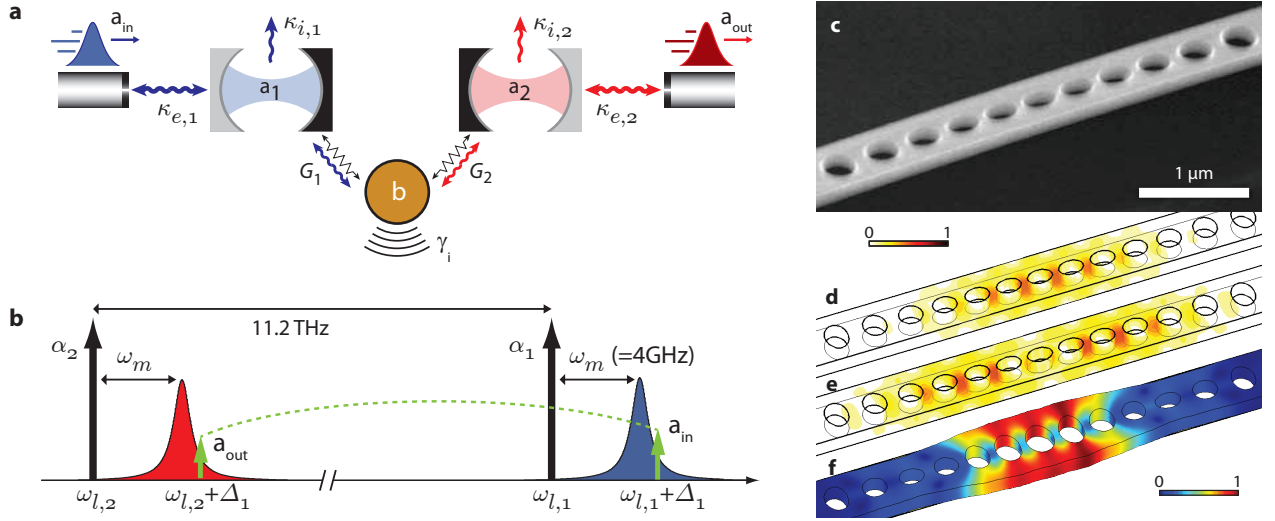 a
a_in
κ_{e,1}
κ_{i,1}
a_1
G_1
b
γ_i
G_2
a_2
κ_{i,2}
κ_{e,2}
a_out
b
11.2 THz
α_2
ω_m
a_out
α_1
ω_m (=4GHz)
a_in
ω_{l,2}
ω_{l,2}+Δ_1
ω_{l,1}
ω_{l,1}+Δ_1
c
1 μm
0 1
d
e
f
0 1